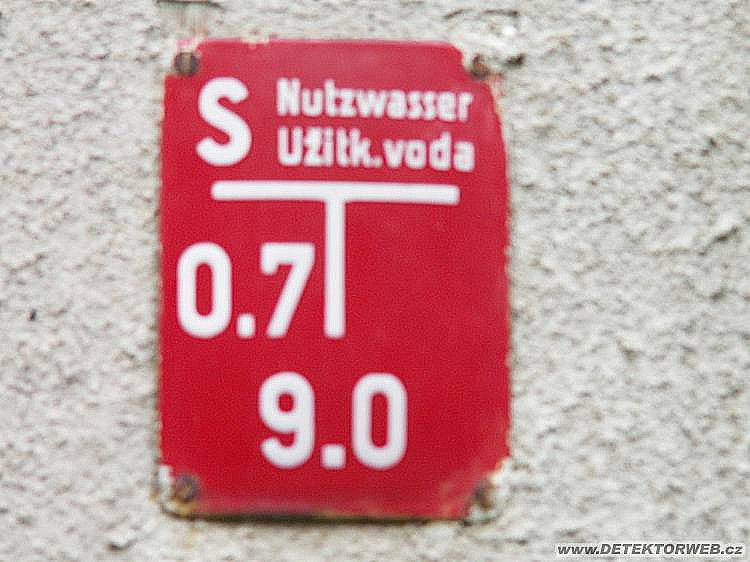 S Nutzwasser
Užitk.voda
0.7
9.0
www.DETEKTORWEB.cz